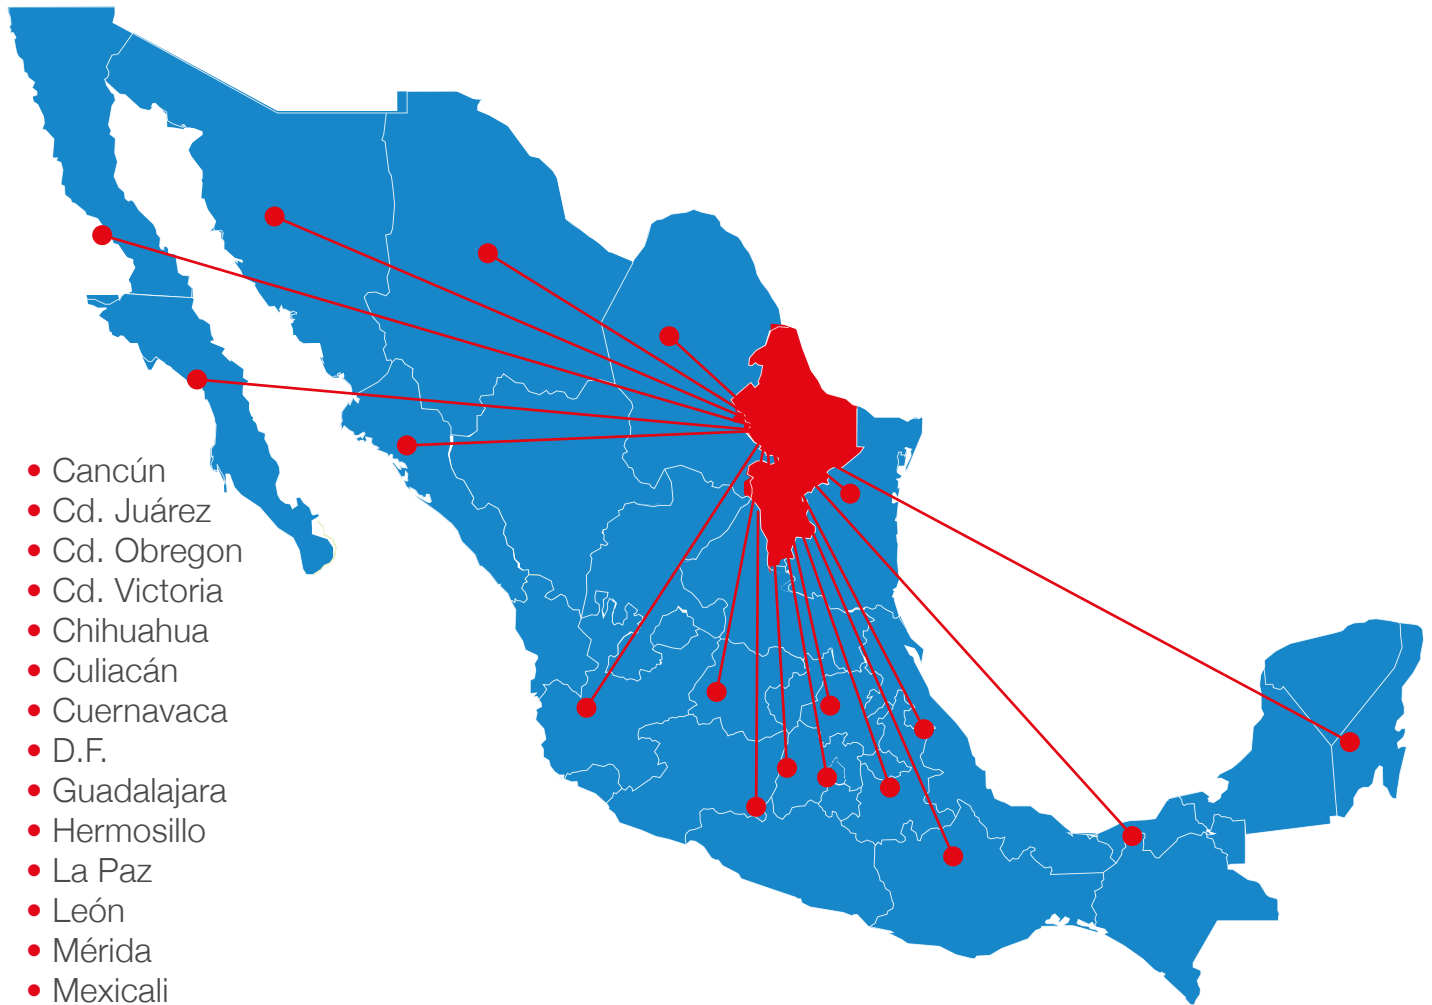 Cancún
Cd. Juárez
Cd. Obregon
Cd. Victoria
Chihuahua
Culiacán
Cuernavaca
D.F.
Guadalajara
Hermosillo
La Paz
León
Mérida
Mexicali